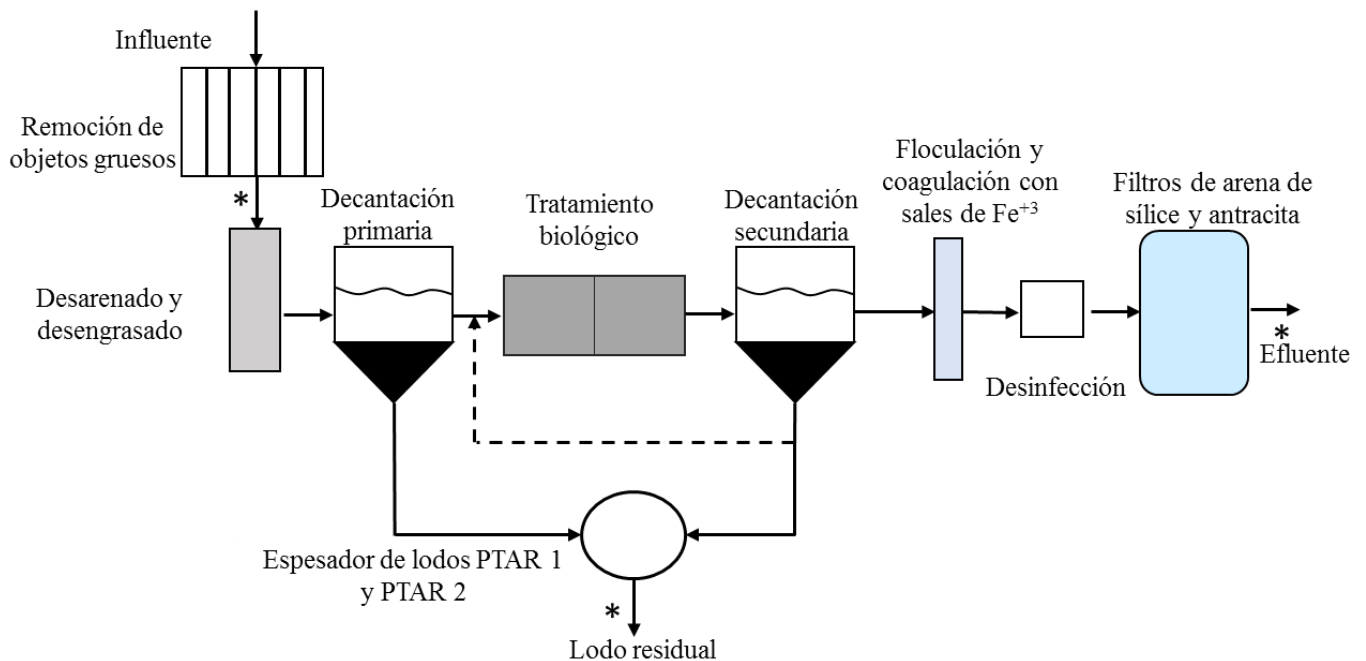 Influente
Remoción de
objetos gruesos
*
Desarenado y
desengrasado
Decantación
primaria
Tratamiento
biológico
Decantación
secundaria
Floculación y
coagulación con
sales de Fe⁺³
Desinfección
Filtros de arena de
sílice y antracita
*
Efluente
Espesador de lodos PTAR 1
y PTAR 2
*
Lodo residual